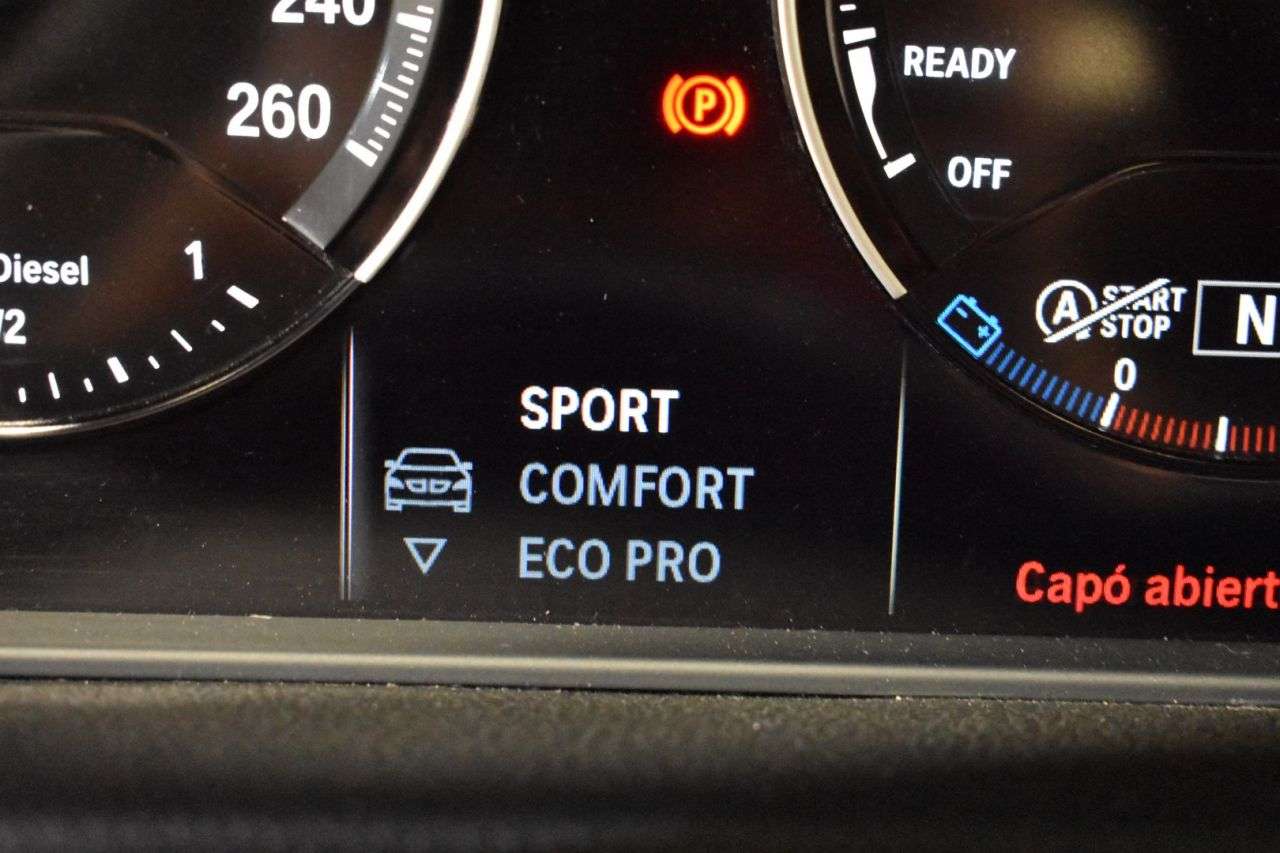 240
260
Diesel
1
/2
P
READY
OFF
A
START
STOP
N
0
SPORT
COMFORT
ECO PRO
Capó abiert